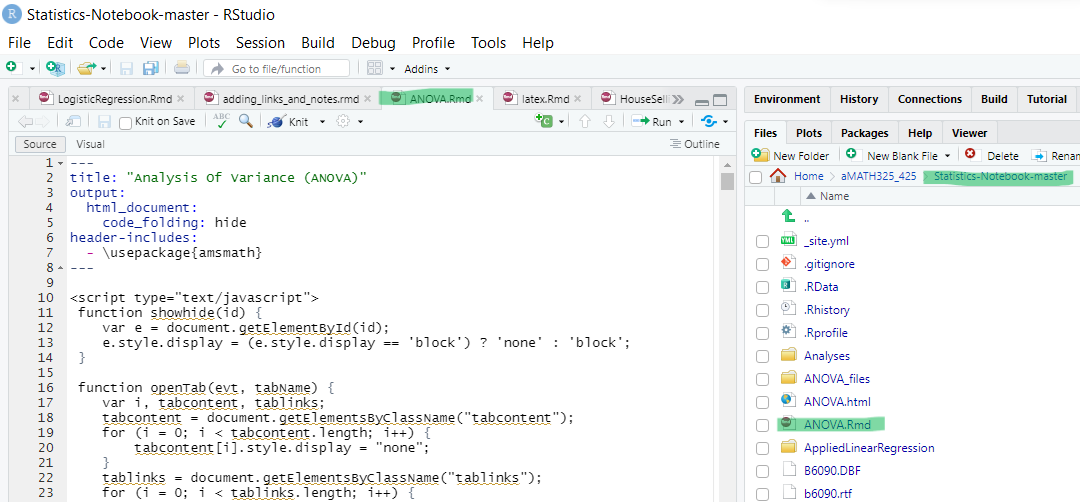 Statistics-Notebook-master - RStudio
File Edit Code View Plots Session Build Debug Profile Tools Help
Go to file/function Addins
LogisticRegression.Rmd adding_links_and_notes.rmd ANOVA.Rmd latex.Rmd HouseSelli
Knit on Save ABC Knit Run
Source Visual Outline
1 ---
2 title: "Analysis Of Variance (ANOVA)"
3 output:
4 html_document:
5 code_folding: hide
6 header-includes:
7 - \usepackage{amsmath}
8 ---
9
10 <script type="text/javascript">
11 function showhide(id) {
12 var e = document.getElementById(id);
13 e.style.display = (e.style.display == 'block') ? 'none' : 'block';
14 }
15
16 function openTab(evt, tabName) {
17 var i, tabcontent, tablinks;
18 tabcontent = document.getElementsByClassName("tabcontent");
19 for (i = 0; i < tabcontent.length; i++) {
20 tabcontent[i].style.display = "none";
21 }
22 tablinks = document.getElementsByClassName("tablinks");
23 for (i = 0; i < tablinks.length; i++) {
Environment History Connections Build Tutorial
Files Plots Packages Help Viewer
New Folder New Blank File Delete Renam
Home aMATH325_425 Statistics-Notebook-master
Name
..
_site.yml
.gitignore
.RData
.Rhistory
.Rprofile
Analyses
ANOVA_files
ANOVA.html
ANOVA.Rmd
AppliedLinearRegression
B6090.DBF
b6090.rtf